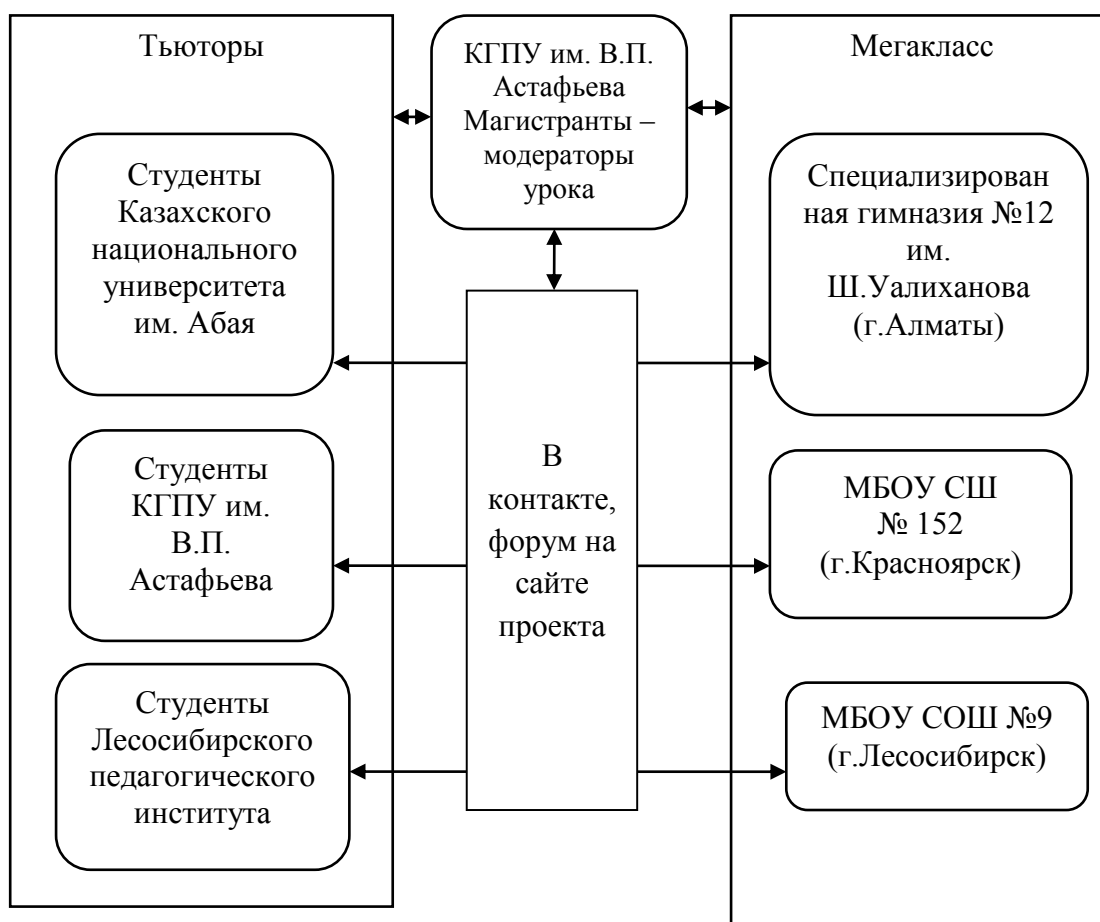 Тьюторы
Студенты
Казахского
национального
университета
им. Абая
Студенты
КГПУ им.
В.П.
Астафьева
Студенты
Лесосибирского
педагогического
института
КГПУ им. В.П.
Астафьева
Магистранты –
модераторы
урока
В
контакте,
форум на
сайте
проекта
Мегакласс
Специализирован
ная гимназия №12
им.
Ш.Уалиханова
(г.Алматы)
МБОУ СШ
№ 152
(г.Красноярск)
МБОУ СОШ №9
(г.Лесосибирск)